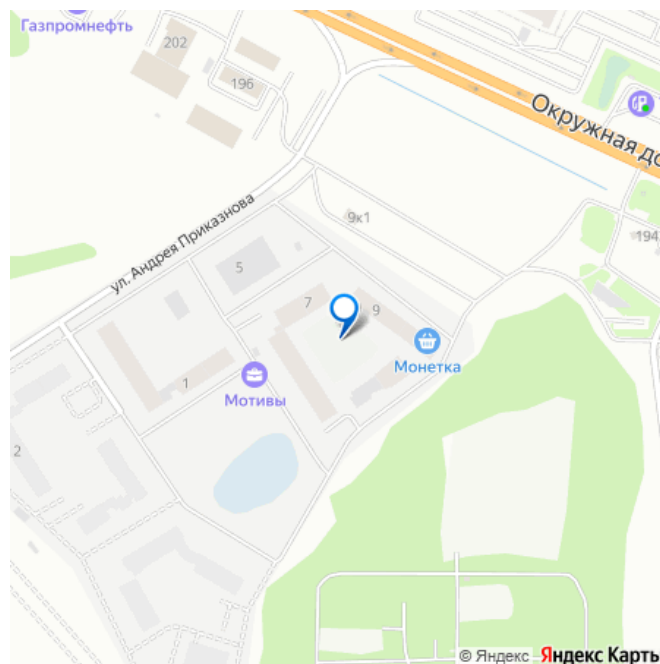 Газпромнефть
202
196
Окружная до
194
9к1
ул. Андрея Приказнова
5
7
9
Монетка
Мотивы
1
2
© Яндекс Яндекс Карты